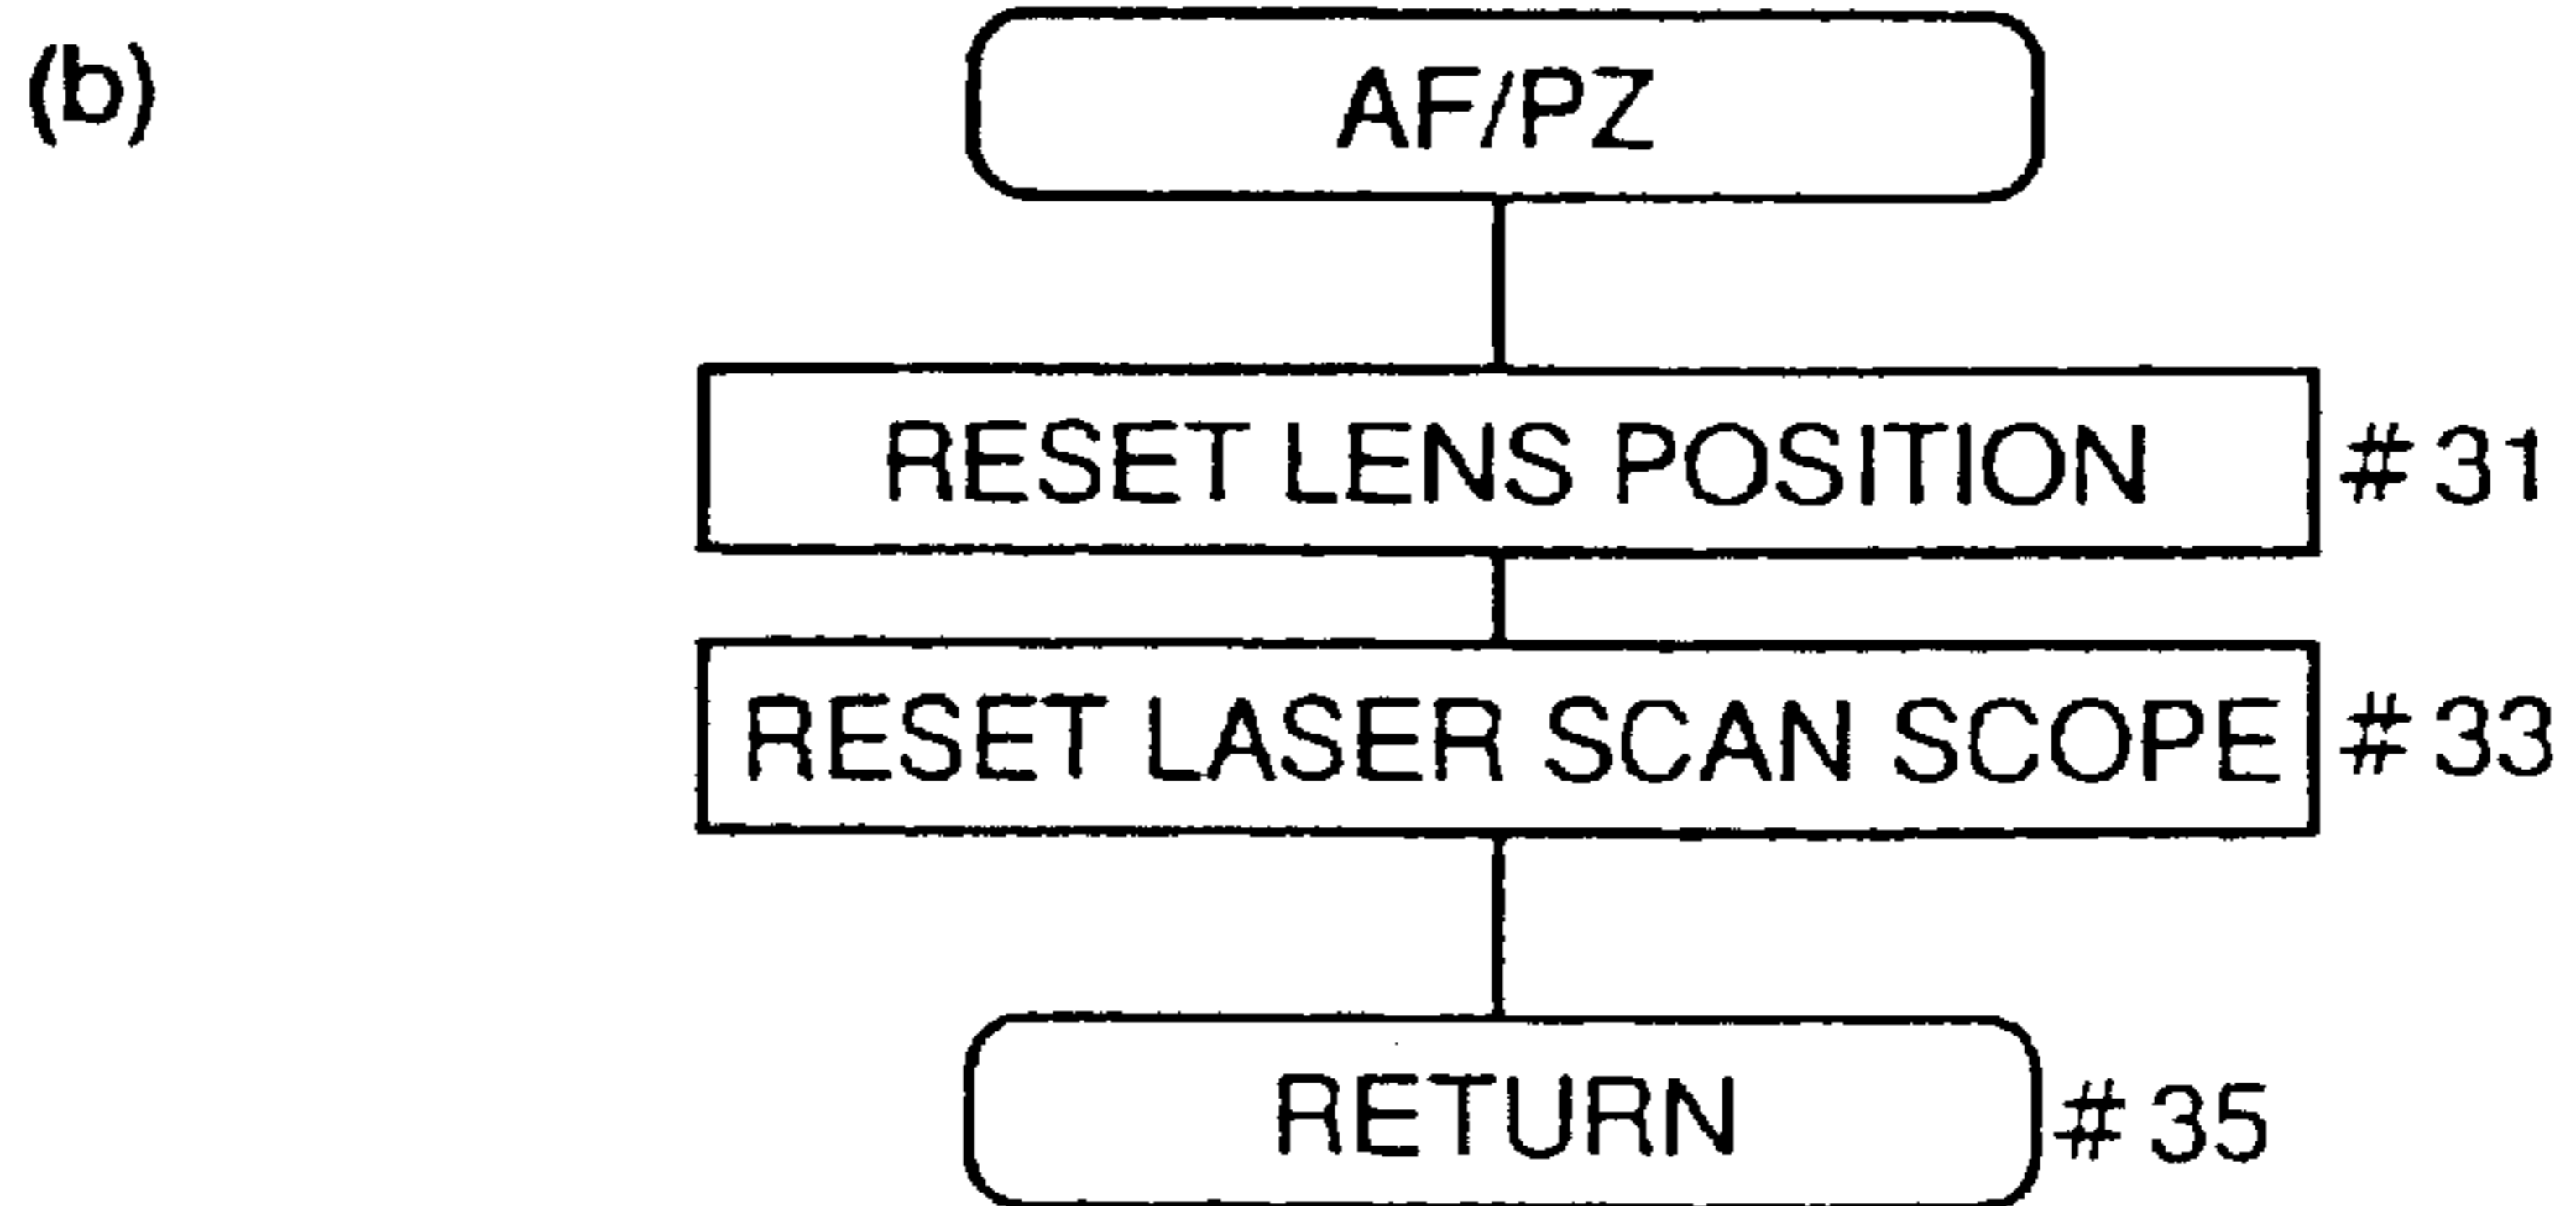 (b)
AF/PZ
RESET LENS POSITION #31
RESET LASER SCAN SCOPE #33
RETURN #35